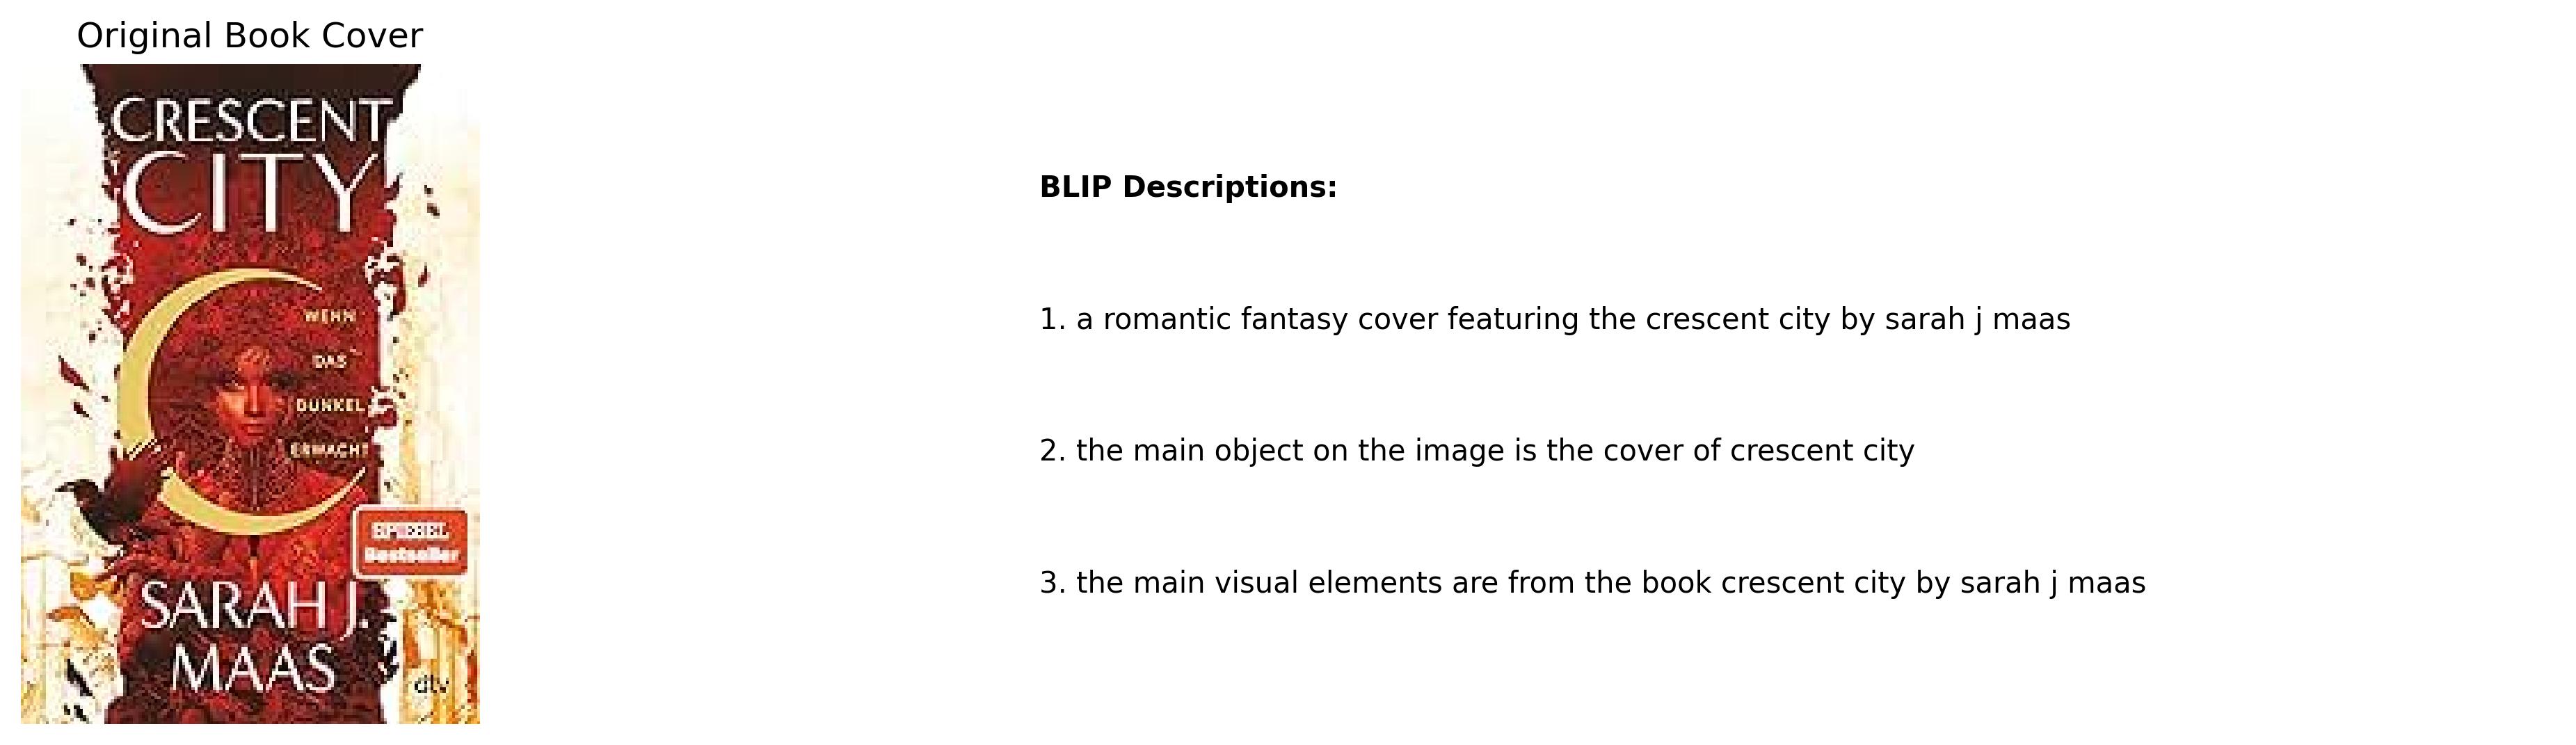 Original Book Cover
CRESCENT
CITY
WENN
DAS
DUNKEL
ERWACHT
SPIEGEL
Bestseller
SARAH J.
MAAS
dtv
BLIP Descriptions:
1. a romantic fantasy cover featuring the crescent city by sarah j maas
2. the main object on the image is the cover of crescent city
3. the main visual elements are from the book crescent city by sarah j maas